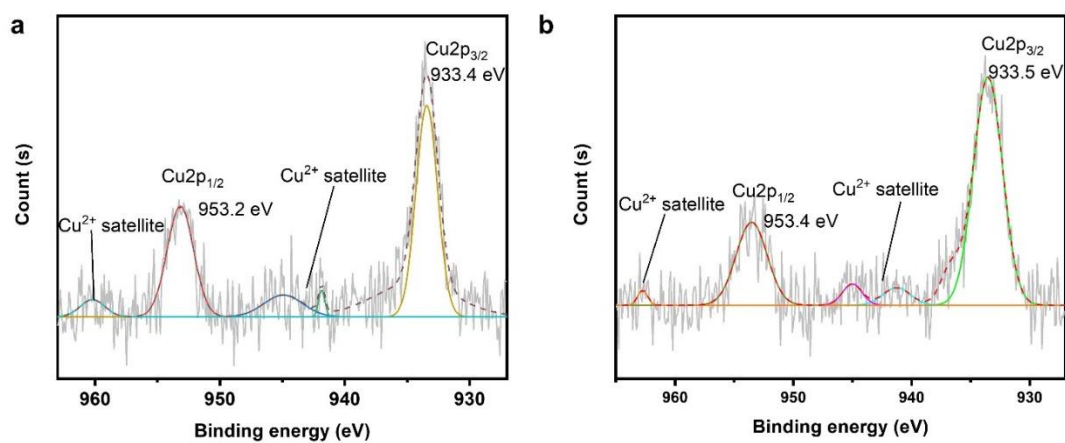 a
Cu2p3/2
933.4 eV
Cu2p1/2
953.2 eV
Cu2+ satellite
Cu2+ satellite
Count (s)
960
950
940
930
Binding energy (eV)
b
Cu2p3/2
933.5 eV
Cu2p1/2
953.4 eV
Cu2+ satellite
Cu2+ satellite
Count (s)
960
950
940
930
Binding energy (eV)